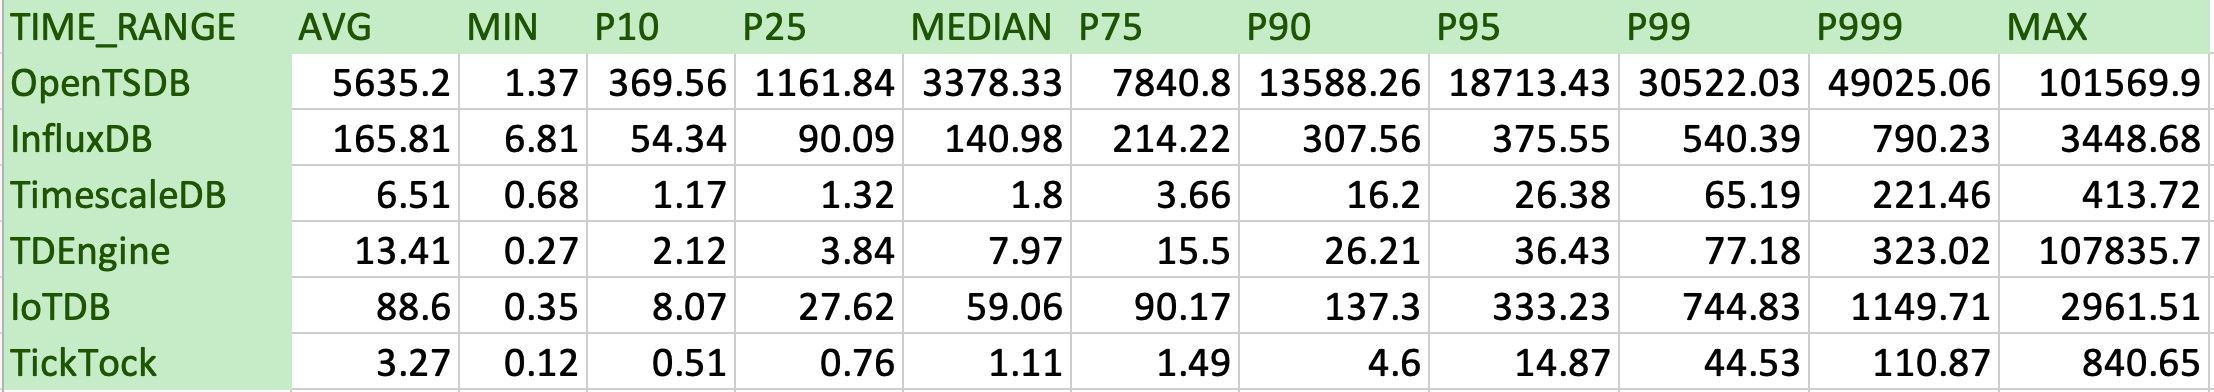 TIME_RANGE AVG MIN P10 P25 MEDIAN P75 P90 P95 P99 P999 MAX
OpenTSDB 5635.2 1.37 369.56 1161.84 3378.33 7840.8 13588.26 18713.43 30522.03 49025.06 101569.9
InfluxDB 165.81 6.81 54.34 90.09 140.98 214.22 307.56 375.55 540.39 790.23 3448.68
TimescaleDB 6.51 0.68 1.17 1.32 1.8 3.66 16.2 26.38 65.19 221.46 413.72
TDEngine 13.41 0.27 2.12 3.84 7.97 15.5 26.21 36.43 77.18 323.02 107835.7
IoTDB 88.6 0.35 8.07 27.62 59.06 90.17 137.3 333.23 744.83 1149.71 2961.51
TickTock 3.27 0.12 0.51 0.76 1.11 1.49 4.6 14.87 44.53 110.87 840.65